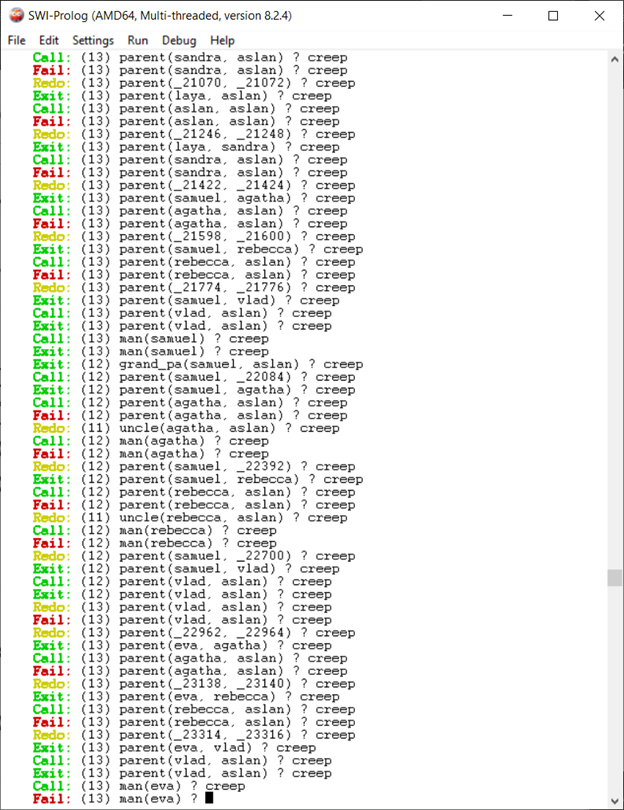 SWI-Prolog (AMD64, Multi-threaded, version 8.2.4)
File Edit Settings Run Debug Help
Call: (13) parent(sandra, aslan) ? creep
Fail: (13) parent(sandra, aslan) ? creep
Redo: (13) parent(_21070, _21072) ? creep
Exit: (13) parent(laya, aslan) ? creep
Call: (13) parent(aslan, aslan) ? creep
Fail: (13) parent(aslan, aslan) ? creep
Redo: (13) parent(_21246, _21248) ? creep
Exit: (13) parent(laya, sandra) ? creep
Call: (13) parent(sandra, aslan) ? creep
Fail: (13) parent(sandra, aslan) ? creep
Redo: (13) parent(_21422, _21424) ? creep
Exit: (13) parent(samuel, agatha) ? creep
Call: (13) parent(agatha, aslan) ? creep
Fail: (13) parent(agatha, aslan) ? creep
Redo: (13) parent(_21598, _21600) ? creep
Exit: (13) parent(samuel, rebecca) ? creep
Call: (13) parent(rebecca, aslan) ? creep
Fail: (13) parent(rebecca, aslan) ? creep
Redo: (13) parent(_21774, _21776) ? creep
Exit: (13) parent(samuel, vlad) ? creep
Call: (13) parent(vlad, aslan) ? creep
Exit: (13) parent(vlad, aslan) ? creep
Call: (13) man(samuel) ? creep
Exit: (13) man(samuel) ? creep
Exit: (12) grand_pa(samuel, aslan) ? creep
Call: (12) parent(samuel, _22084) ? creep
Exit: (12) parent(samuel, agatha) ? creep
Call: (12) parent(agatha, aslan) ? creep
Fail: (12) parent(agatha, aslan) ? creep
Redo: (11) uncle(agatha, aslan) ? creep
Call: (12) man(agatha) ? creep
Fail: (12) man(agatha) ? creep
Redo: (12) parent(samuel, _22392) ? creep
Exit: (12) parent(samuel, rebecca) ? creep
Call: (12) parent(rebecca, aslan) ? creep
Fail: (12) parent(rebecca, aslan) ? creep
Redo: (11) uncle(rebecca, aslan) ? creep
Call: (12) man(rebecca) ? creep
Fail: (12) man(rebecca) ? creep
Redo: (12) parent(samuel, _22700) ? creep
Exit: (12) parent(samuel, vlad) ? creep
Call: (12) parent(vlad, aslan) ? creep
Exit: (12) parent(vlad, aslan) ? creep
Redo: (13) parent(vlad, aslan) ? creep
Fail: (13) parent(vlad, aslan) ? creep
Redo: (13) parent(_22962, _22964) ? creep
Exit: (13) parent(eva, agatha) ? creep
Call: (13) parent(agatha, aslan) ? creep
Fail: (13) parent(agatha, aslan) ? creep
Redo: (13) parent(_23138, _23140) ? creep
Exit: (13) parent(eva, rebecca) ? creep
Call: (13) parent(rebecca, aslan) ? creep
Fail: (13) parent(rebecca, aslan) ? creep
Redo: (13) parent(_23314, _23316) ? creep
Exit: (13) parent(eva, vlad) ? creep
Call: (13) parent(vlad, aslan) ? creep
Exit: (13) parent(vlad, aslan) ? creep
Call: (13) man(eva) ? creep
Fail: (13) man(eva) ?